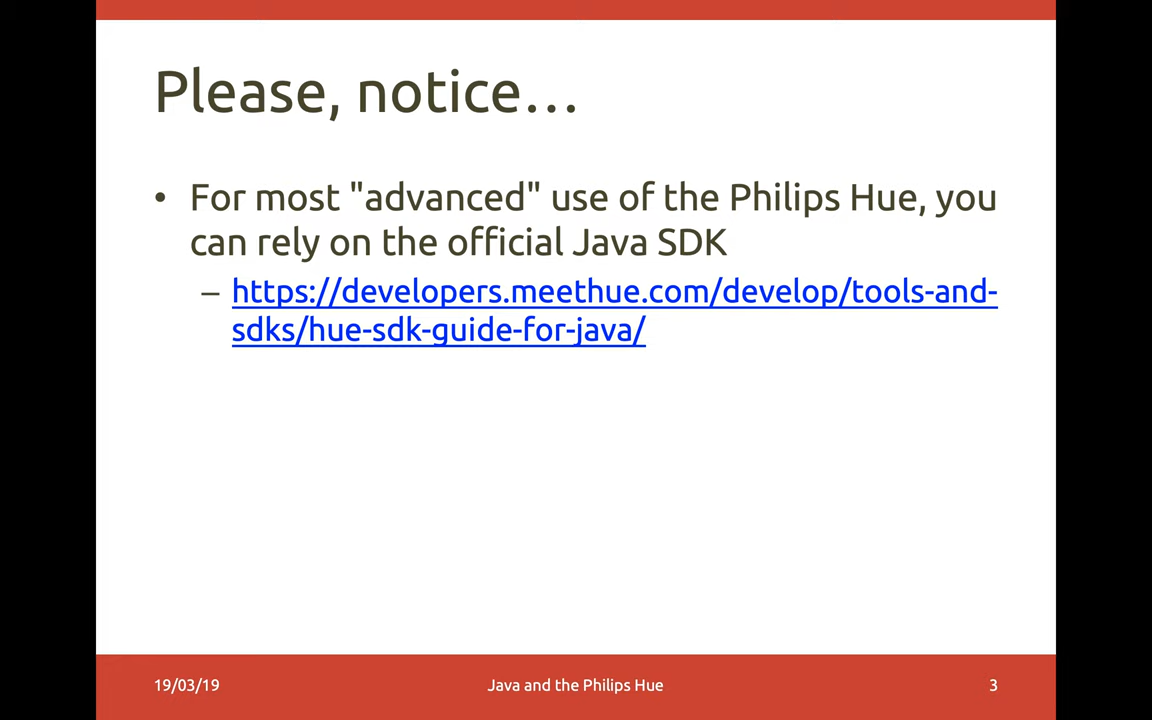 Please, notice…
• For most "advanced" use of the Philips Hue, you
can rely on the official Java SDK
– https://developers.meethue.com/develop/tools-and-
sdks/hue-sdk-guide-for-java/
19/03/19
Java and the Philips Hue
3